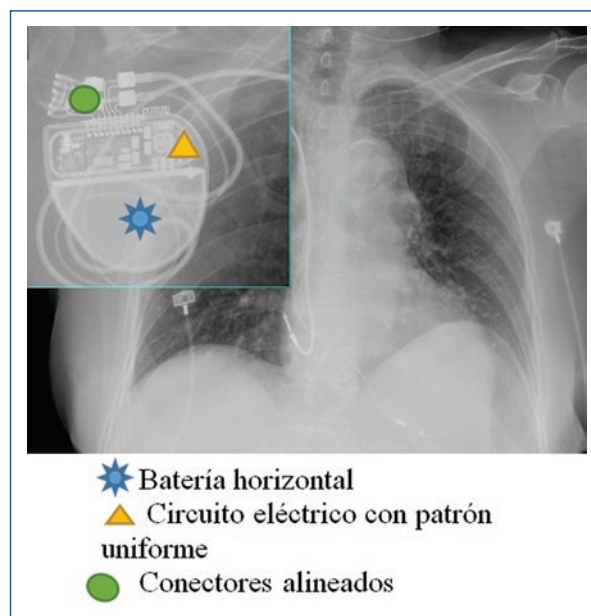 Batería horizontal
Circuito eléctrico con patrón
uniforme
Conectores alineados